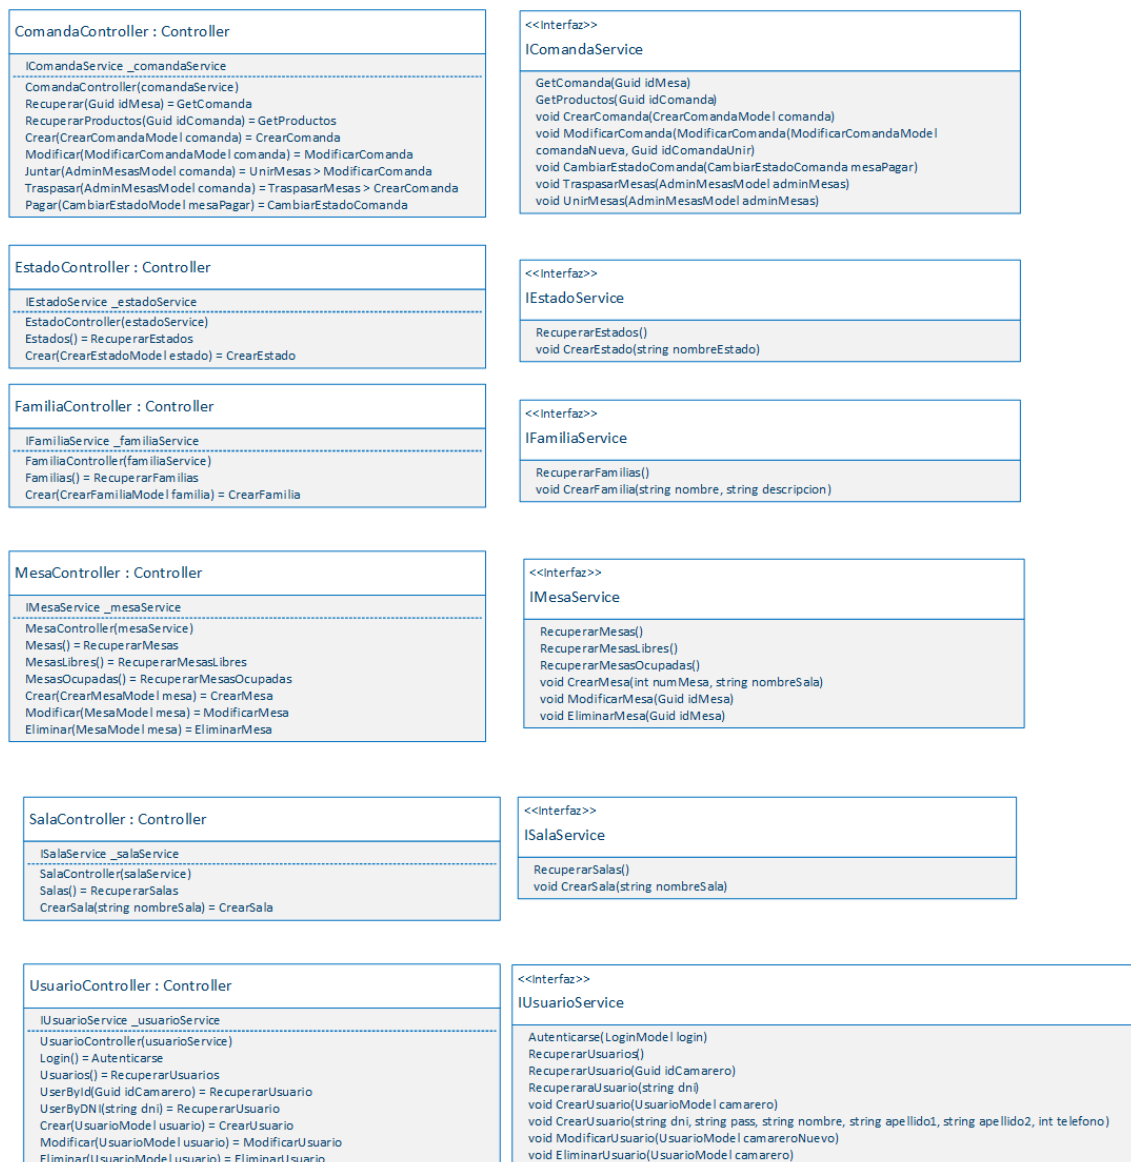 ComandaController : Controller
IComandaService _comandaService
ComandaController(comandaService)
Recuperar(Guid idMesa) = GetComanda
RecuperarProductos(Guid idComanda) = GetProductos
Crear(CrearComandaModel comanda) = CrearComanda
Modificar(ModificarComandaModel comanda) = ModificarComanda
Juntar(AdminMesasModel comanda) = UnirMesas > ModificarComanda
Traspasar(AdminMesasModel comanda) = TraspasarMesas > CrearComanda
Pagar(CambiarEstadoModel mesaPagar) = CambiarEstadoComanda
<<Interfaz>>
IComandaService
GetComanda(Guid idMesa)
GetProductos(Guid idComanda)
void CrearComanda(CrearComandaModel comanda)
void ModificarComanda(ModificarComanda(ModificarComandaModel
comandaNueva, Guid idComandaUnir)
void CambiarEstadoComanda(CambiarEstadoComanda mesaPagar)
void TraspasarMesas(AdminMesasModel adminMesas)
void UnirMesas(AdminMesasModel adminMesas)
EstadoController : Controller
IEstadoService _estadoService
EstadoController(estadoService)
Estados() = RecuperarEstados
Crear(CrearEstadoModel estado) = CrearEstado
<<Interfaz>>
IEstadoService
RecuperarEstados()
void CrearEstado(string nombreEstado)
FamiliaController : Controller
IFamiliaService _familiaService
FamiliaController(familiaService)
Familias() = RecuperarFamilias
Crear(CrearFamiliaModel familia) = CrearFamilia
<<Interfaz>>
IFamiliaService
RecuperarFamilias()
void CrearFamilia(string nombre, string descripcion)
MesaController : Controller
IMesaService _mesaService
MesaController(mesaService)
Mesas() = RecuperarMesas
MesasLibres() = RecuperarMesasLibres
MesasOcupadas() = RecuperarMesasOcupadas
Crear(CrearMesaModel mesa) = CrearMesa
Modificar(MesaModel mesa) = ModificarMesa
Eliminar(MesaModel mesa) = EliminarMesa
<<Interfaz>>
IMesaService
RecuperarMesas()
RecuperarMesasLibres()
RecuperarMesasOcupadas()
void CrearMesa(int numMesa, string nombreSala)
void ModificarMesa(Guid idMesa)
void EliminarMesa(Guid idMesa)
SalaController : Controller
ISalaService _salaService
SalaController(salaService)
Salas() = RecuperarSalas
CrearSala(string nombreSala) = CrearSala
<<Interfaz>>
ISalaService
RecuperarSalas()
void CrearSala(string nombreSala)
UsuarioController : Controller
IUsuarioService _usuarioService
UsuarioController(usuarioService)
Login() = Autenticarse
Usuarios() = RecuperarUsuarios
UserById(Guid idCamarero) = RecuperarUsuario
UserByDNI(string dni) = RecuperarUsuario
Crear(UsuarioModel usuario) = CrearUsuario
Modificar(UsuarioModel usuario) = ModificarUsuario
Eliminar(UsuarioModel usuario) = EliminarUsuario
<<Interfaz>>
IUsuarioService
Autenticarse(LoginModel login)
RecuperarUsuarios()
RecuperarUsuario(Guid idCamarero)
RecuperaraUsuario(string dni)
void CrearUsuario(UsuarioModel camarero)
void CrearUsuario(string dni, string pass, string nombre, string apellido1, string apellido2, int telefono)
void ModificarUsuario(UsuarioModel camareroNuevo)
void EliminarUsuario(UsuarioModel camarero)